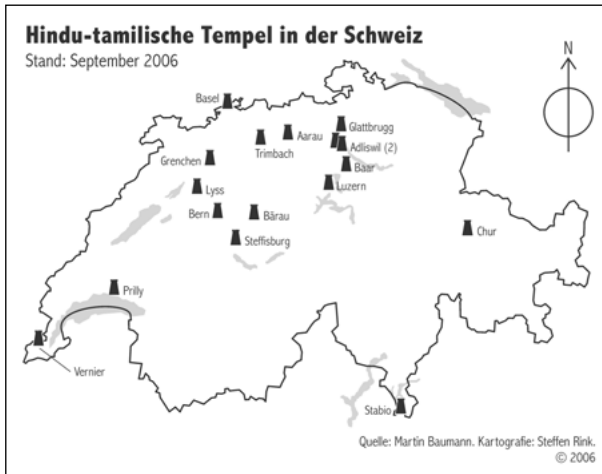 Hindu-tamilische Tempel in der Schweiz
Stand: September 2006
N
Basel
Glattbrugg
Aarau
Trimbach
Adliswil (2)
Grenchen
Baar
Lyss
Luzern
Bern
Bärau
Chur
Steffisburg
Prilly
Vernier
Stabio
Quelle: Martin Baumann. Kartografie: Steffen Rink.
© 2006